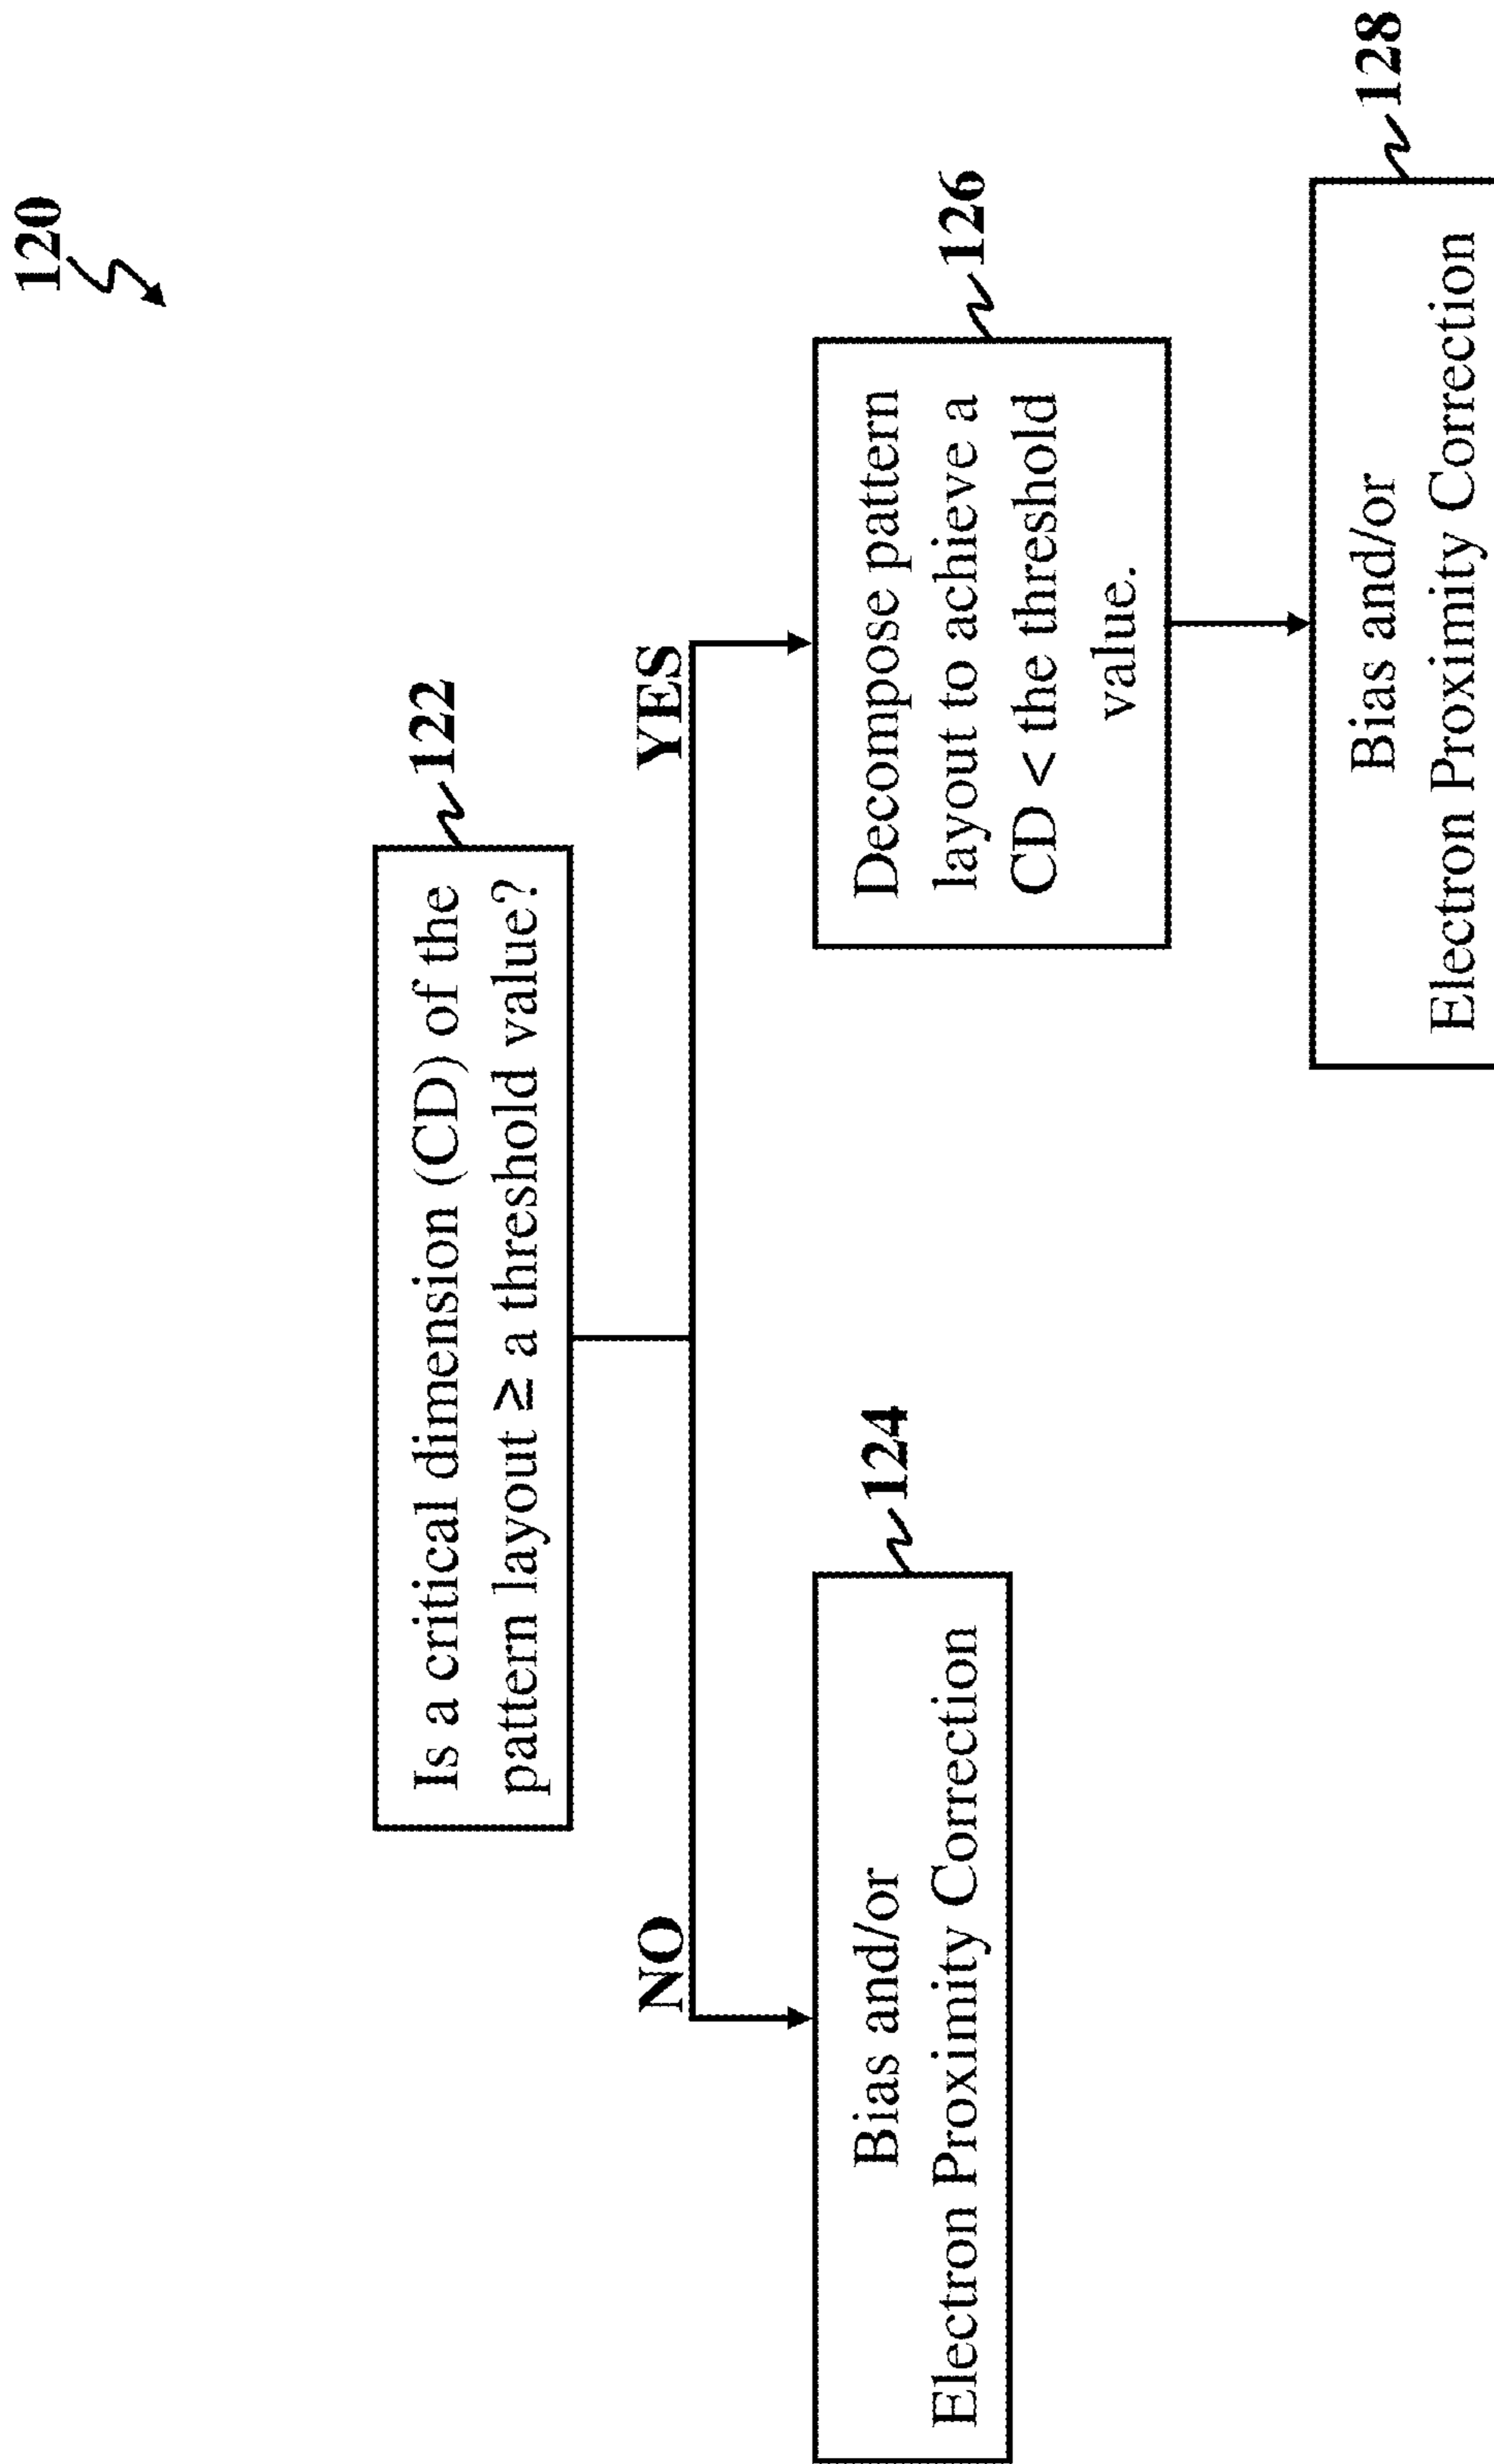 120
Is a critical dimension (CD) of the
pattern layout ≥ a threshold value?
122
NO
YES
Bias and/or
Electron Proximity Correction
124
Decompose pattern
layout to achieve a
CD < the threshold
value.
126
Bias and/or
Electron Proximity Correction
128